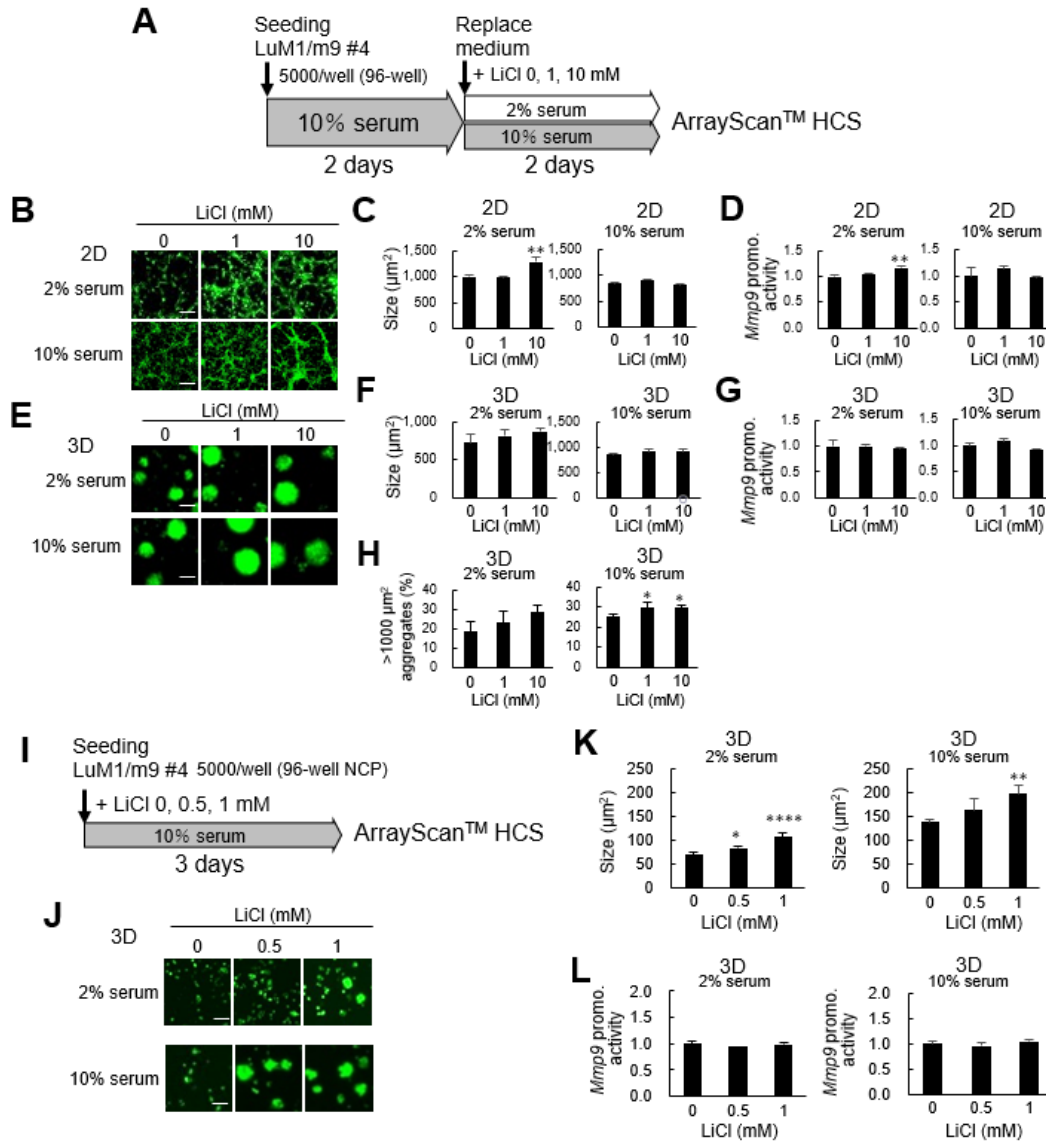 A
Seeding
LuM1/m9 #4
5000/well (96-well)
Replace
medium
+ LiCl 0, 1, 10 mM
10% serum
2% serum
10% serum
2 days
2 days
ArrayScan™ HCS
B
LiCl (mM)
0 1 10
2D
2% serum
10% serum
C
2D
2% serum
Size (µm²)
1,500
1,000
500
0
**
0 1 10
LiCl (mM)
2D
10% serum
1,500
1,000
500
0
0 1 10
LiCl (mM)
D
2D
2% serum
Mmp9 promo.
activity
1.5
1.0
0.5
0.0
**
0 1 10
LiCl (mM)
2D
10% serum
1.5
1.0
0.5
0.0
0 1 10
LiCl (mM)
E
LiCl (mM)
0 1 10
3D
2% serum
10% serum
F
3D
2% serum
Size (µm²)
1,000
500
0
0 1 10
LiCl (mM)
3D
10% serum
1,500
1,000
500
0
0 1 10
LiCl (mM)
G
3D
2% serum
Mmp9 promo.
activity
1.5
1.0
0.5
0.0
0 1 10
LiCl (mM)
3D
10% serum
1.5
1.0
0.5
0.0
0 1 10
LiCl (mM)
H
3D
2% serum
>1000 µm²
aggregates (%)
40
30
20
10
0
0 1 10
LiCl (mM)
3D
10% serum
40
30
20
10
0
* *
0 1 10
LiCl (mM)
I
Seeding
LuM1/m9 #4 5000/well (96-well NCP)
+ LiCl 0, 0.5, 1 mM
10% serum
3 days
ArrayScan™ HCS
J
LiCl (mM)
3D
0 0.5 1
2% serum
10% serum
K
3D
2% serum
Size (µm²)
250
200
150
100
50
0
* ****
0 0.5 1
LiCl (mM)
3D
10% serum
Size (µm²)
250
200
150
100
50
0
**
0 0.5 1
LiCl (mM)
L
3D
2% serum
Mmp9 promo.
activity
2.0
1.5
1.0
0.5
0.0
0 0.5 1
LiCl (mM)
3D
10% serum
Mmp9 promo.
activity
2.0
1.5
1.0
0.5
0.0
0 0.5 1
LiCl (mM)